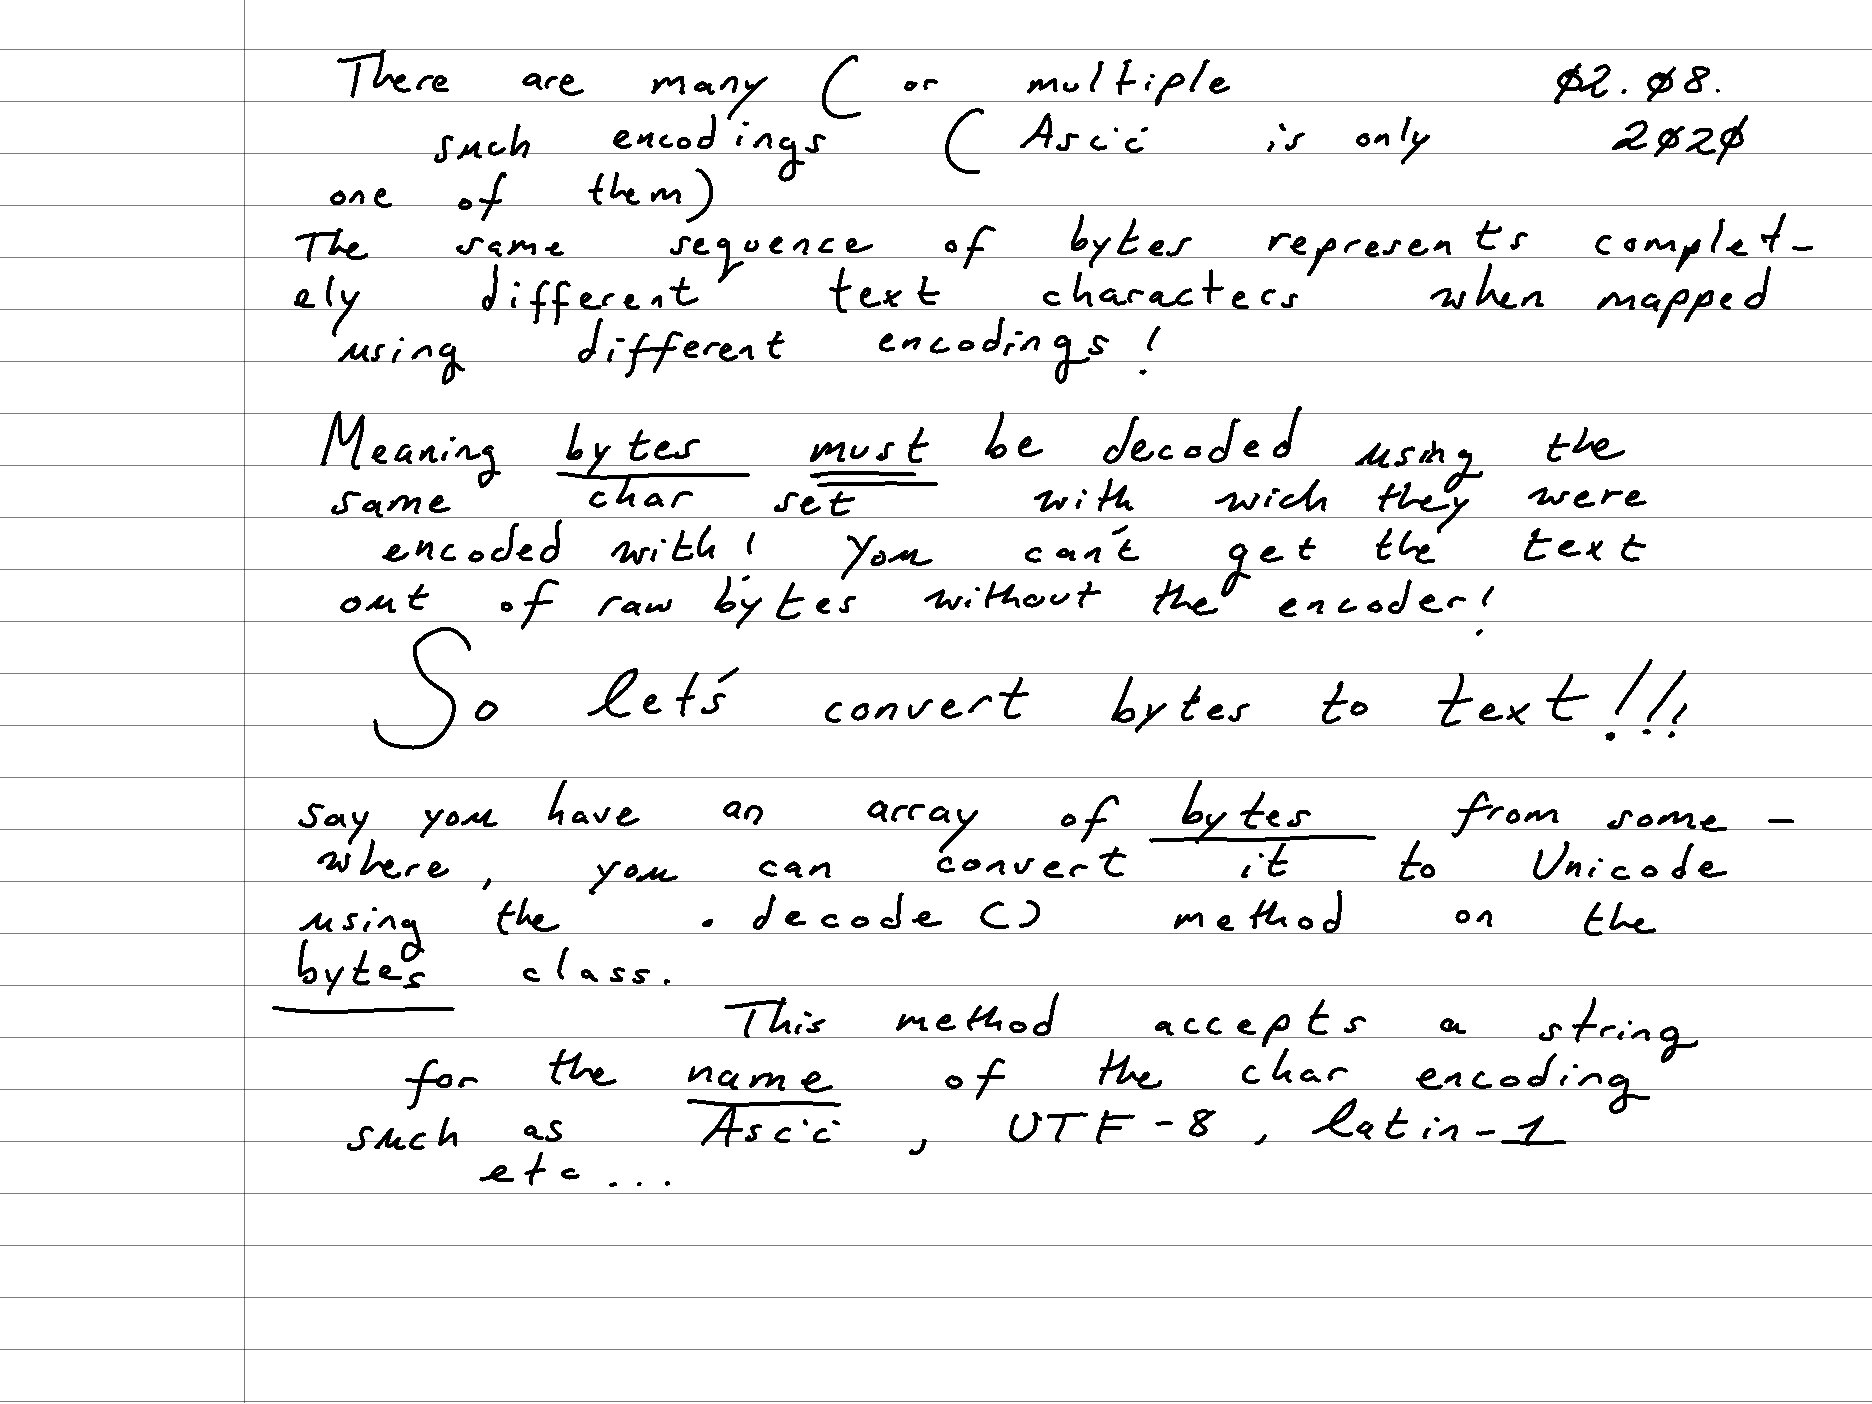 There are many ( or multiple 02.08.
such encodings ( Ascii is only 2020
one of them)
The same sequence of bytes represents complet-
ely different text characters when mapped
using different encodings!
Meaning bytes must be decoded using the
same char set with wich they were
encoded with! You can't get the text
out of raw bytes without the encoder!
So let's convert bytes to text!!!
say you have an array of bytes from some-
where, you can convert it to Unicode
using the .decode() method on the
bytes class.
This method accepts a string
for the name of the char encoding
such as Ascii, UTF-8, latin-1
etc...